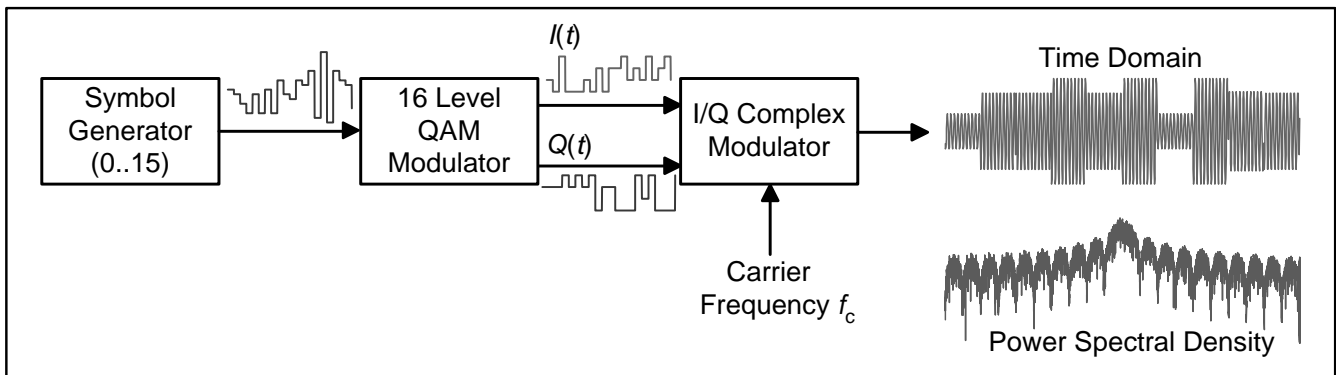 Symbol
Generator
(0..15)
16 Level
QAM
Modulator
I(t)
Q(t)
I/Q Complex
Modulator
Carrier
Frequency fc
Time Domain
Power Spectral Density